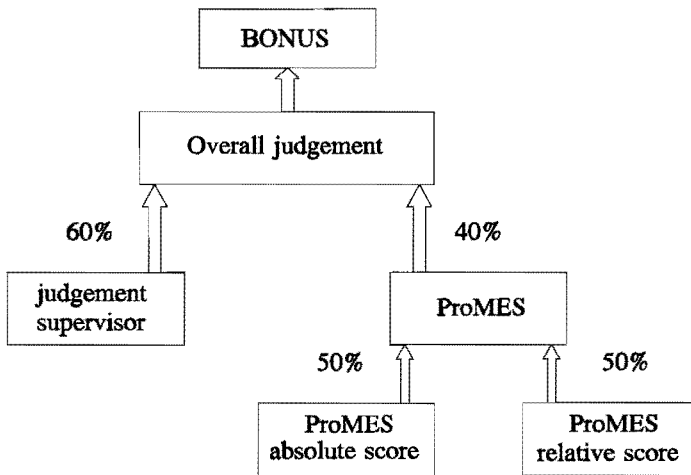 BONUS
Overall judgement
60%
40%
judgement
supervisor
ProMES
50%
50%
ProMES
absolute score
ProMES
relative score